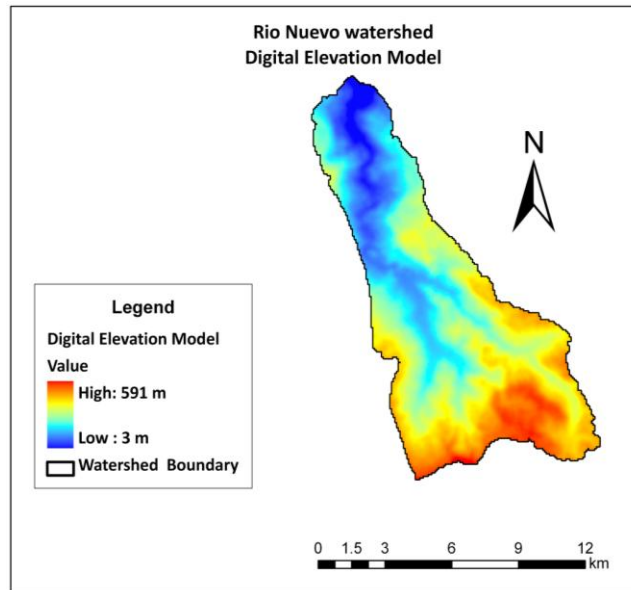 Rio Nuevo watershed
Digital Elevation Model
N
Legend
Digital Elevation Model
Value
High: 591 m
Low : 3 m
Watershed Boundary
0 1.5 3 6 9 12
km